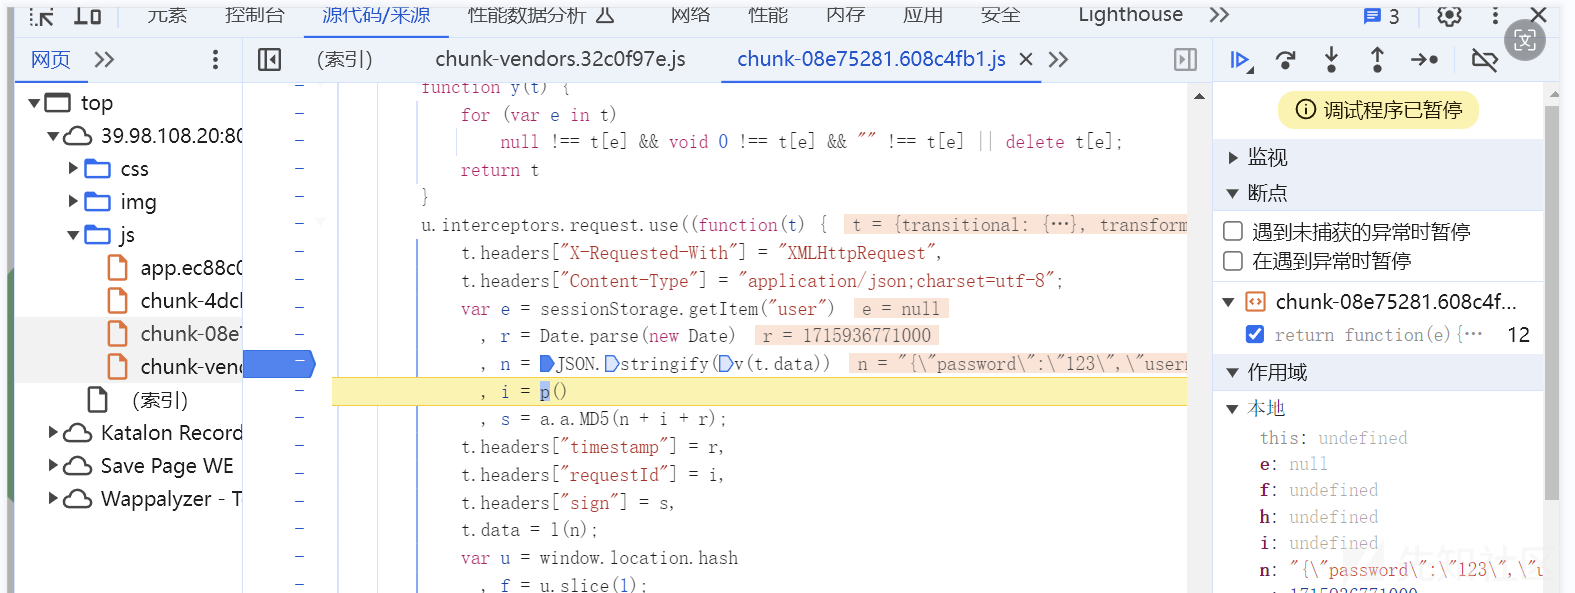 元素 控制台 源代码/来源 性能数据分析 网络 性能 内存 应用 安全 Lighthouse 3
网页 (索引) chunk-vendors.32c0f97e.js chunk-08e75281.608c4fb1.js
top
39.98.108.20:80
css
img
js
app.ec88c0
chunk-4dcl
chunk-08e7
chunk-vend
(索引)
Katalon Record
Save Page WE
Wappalyzer - T
function y(t) {
for (var e in t)
null !== t[e] && void 0 !== t[e] && "" !== t[e] || delete t[e];
return t
}
u.interceptors.request.use((function(t) { t = {transitional: {…}, transform
t.headers["X-Requested-With"] = "XMLHttpRequest",
t.headers["Content-Type"] = "application/json;charset=utf-8";
var e = sessionStorage.getItem("user") e = null
, r = Date.parse(new Date) r = 1715936771000
, n = JSON.stringify(v(t.data)) n = "{\"password\":\"123\",\"usern
, i = p()
, s = a.a.MD5(n + i + r);
t.headers["timestamp"] = r,
t.headers["requestId"] = i,
t.headers["sign"] = s,
t.data = l(n);
var u = window.location.hash
, f = u.slice(1);
调试程序已暂停
监视
断点
遇到未捕获的异常时暂停
在遇到异常时暂停
chunk-08e75281.608c4f...
return function(e){… 12
作用域
本地
this: undefined
e: null
f: undefined
h: undefined
i: undefined
n: "{\"password\":\"123\",\"u
1715936771000